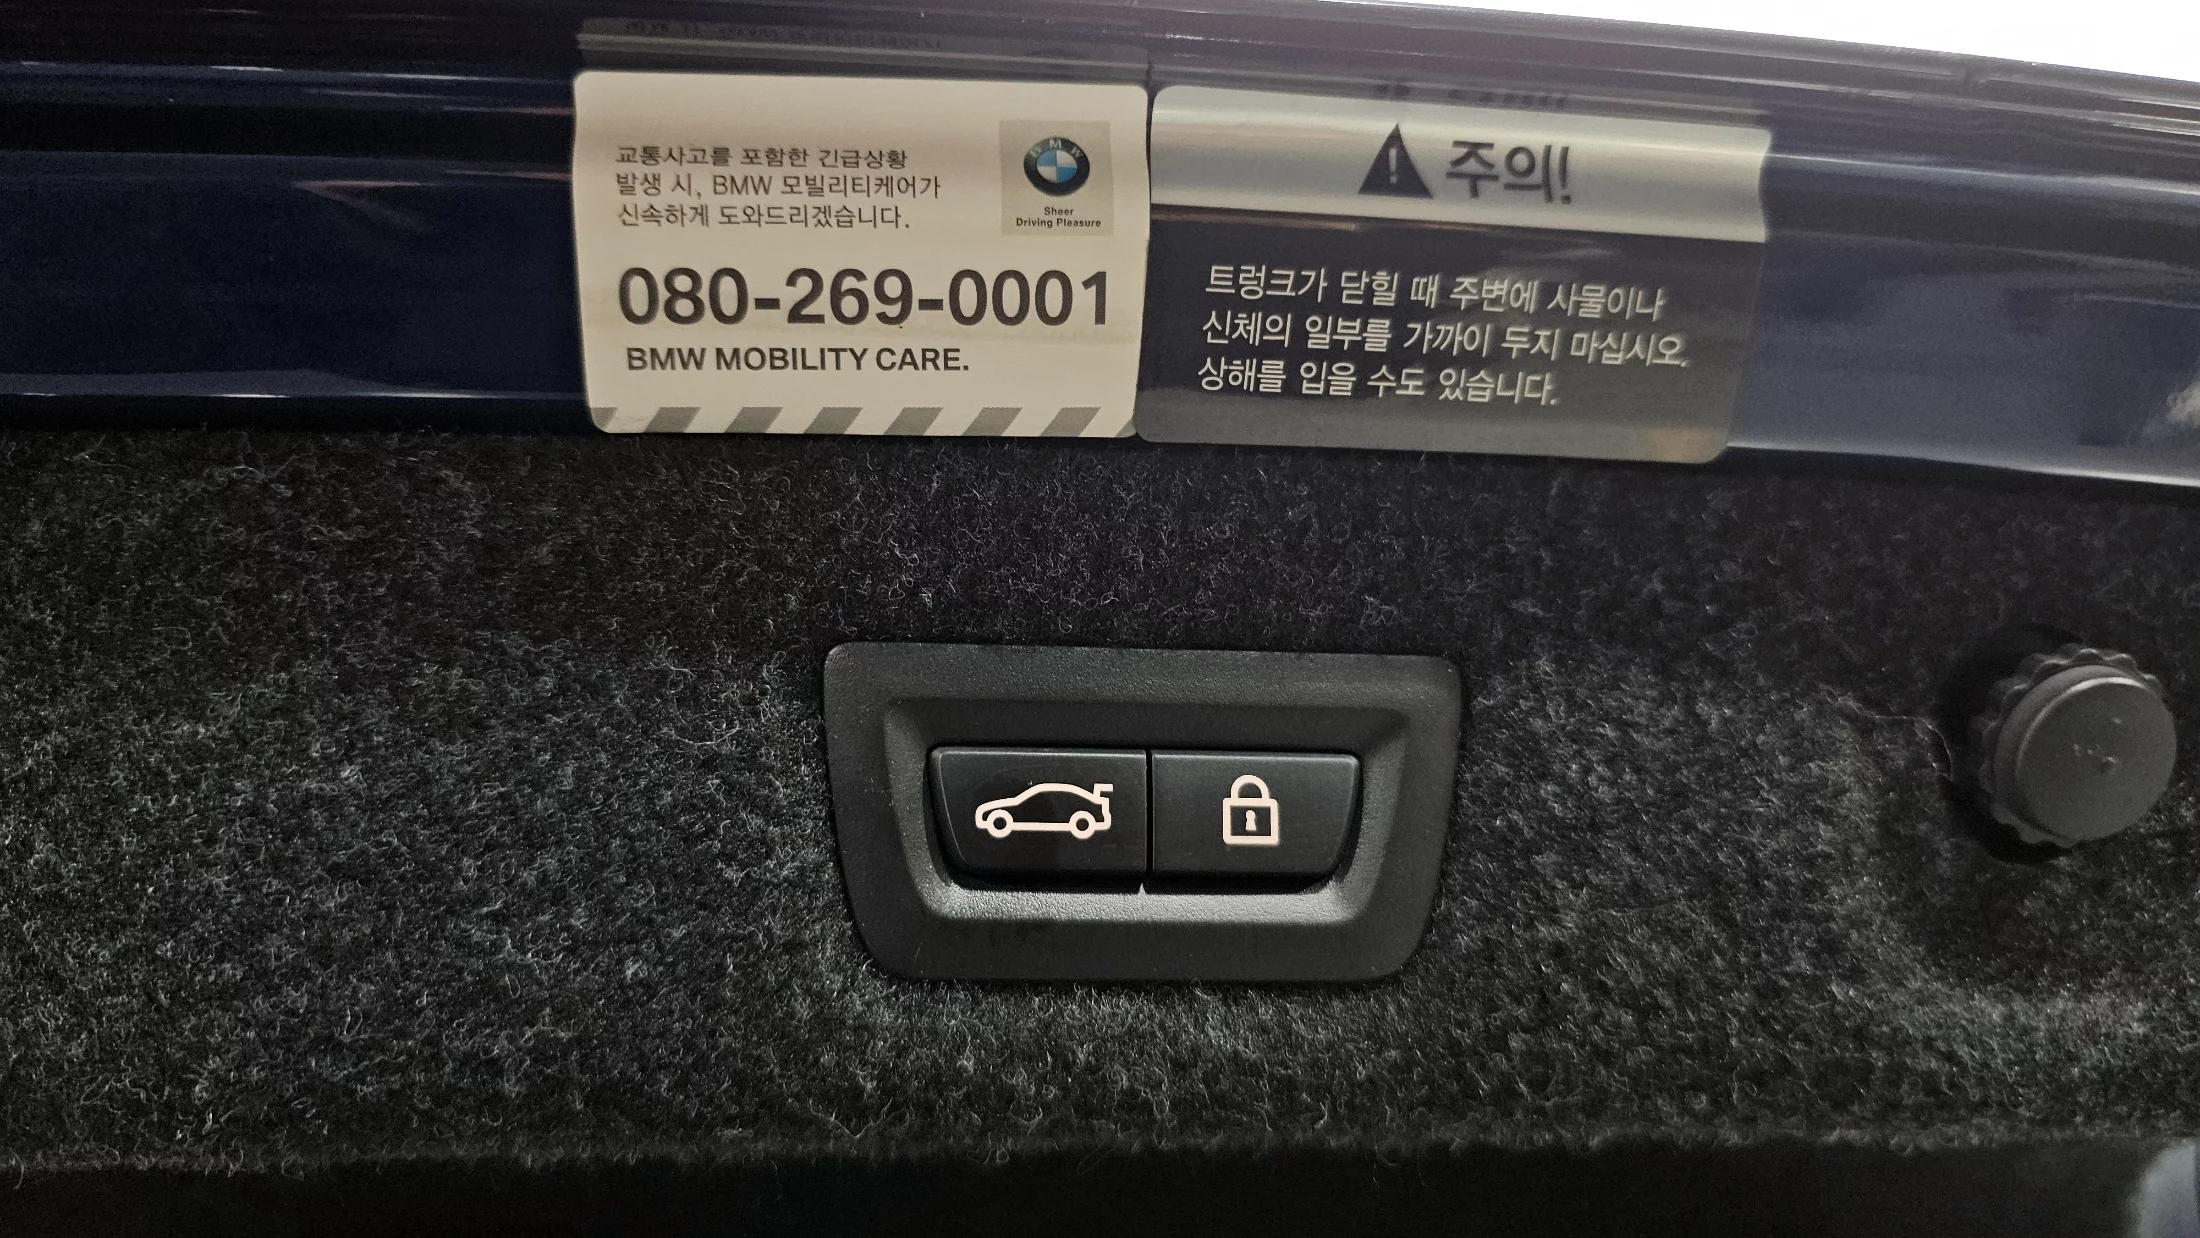 교통사고를 포함한 긴급상황
발생 시, BMW 모빌리티케어가
신속하게 도와드리겠습니다.
BMW
Sheer
Driving Pleasure
080-269-0001
BMW MOBILITY CARE.
주의!
트렁크가 닫힐 때 주변에 사물이나
신체의 일부를 가까이 두지 마십시오.
상해를 입을 수도 있습니다.